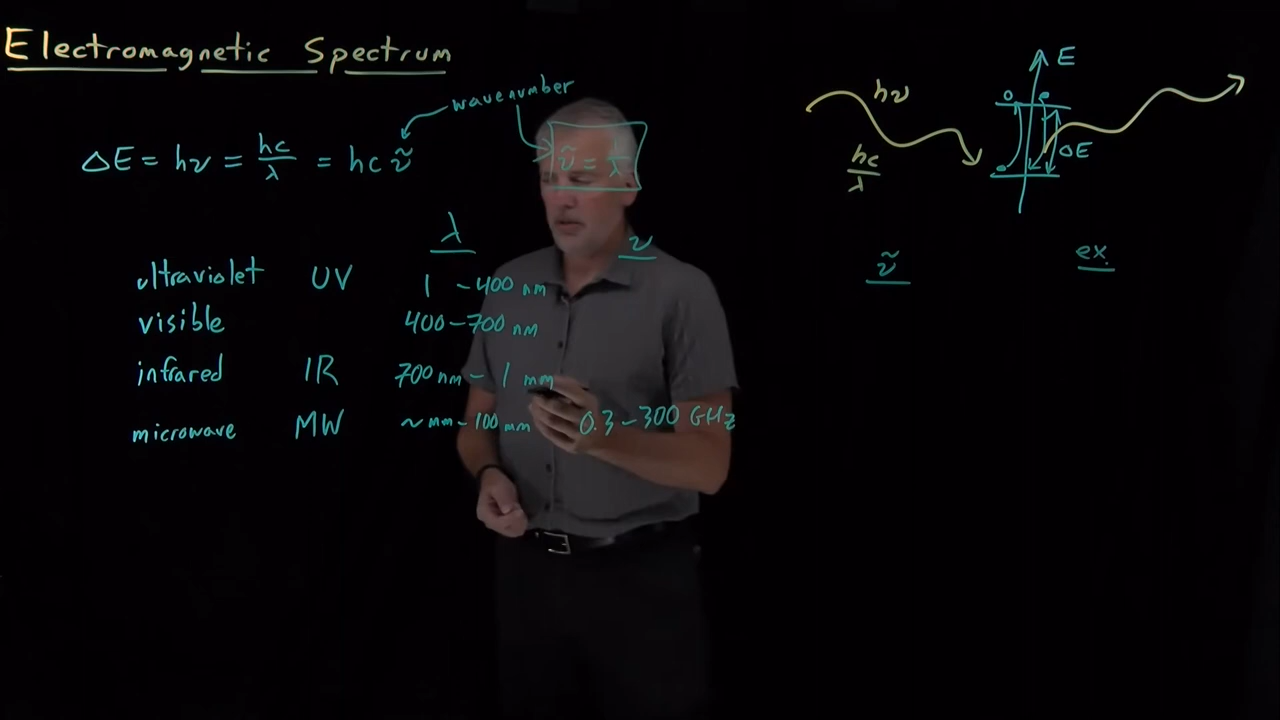 Electromagnetic Spectrum
wavenumber
ΔE = hν = hc/λ = hc ν̃
ν̃ = 1/λ
hν
hc/λ
E
ΔE
λ ν ν̃ ex.
ultraviolet UV 1 - 400 nm
visible 400 - 700 nm
infrared IR 700 nm - 1 mm
microwave MW ~ mm - 100 mm 0.3 - 300 GHz